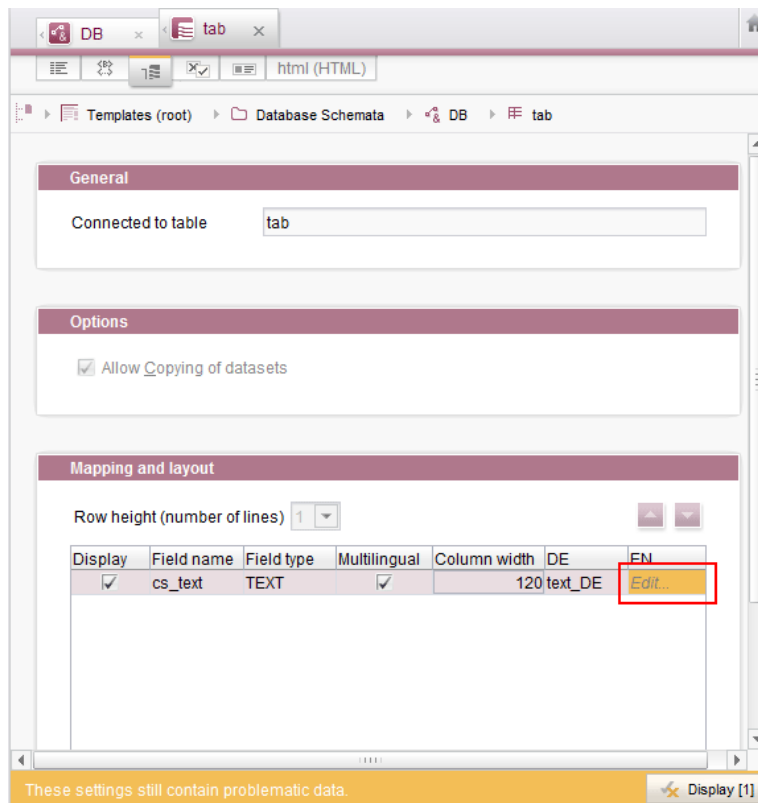 DB tab
html (HTML)
Templates (root) Database Schemata DB tab
General
Connected to table tab
Options
Allow Copying of datasets
Mapping and layout
Row height (number of lines) 1
Display Field name Field type Multilingual Column width DE EN
cs_text TEXT 120 text_DE Edit...
These settings still contain problematic data. Display [1]